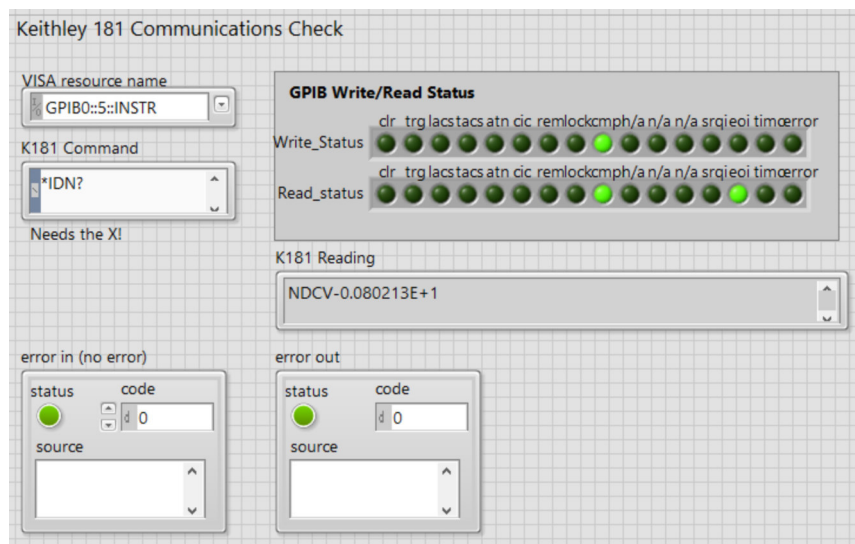 Keithley 181 Communications Check
VISA resource name
GPIB0::5::INSTR
K181 Command
*IDN?
Needs the X!
GPIB Write/Read Status
clr trg lacs tacs atn cic rem lock cmpl n/a n/a n/a srqi eoi timo error
Write_Status
clr trg lacs tacs atn cic rem lock cmpl n/a n/a n/a srqi eoi timo error
Read_status
K181 Reading
NDCV-0.080213E+1
error in (no error)
status code
d 0
source
error out
status code
d 0
source